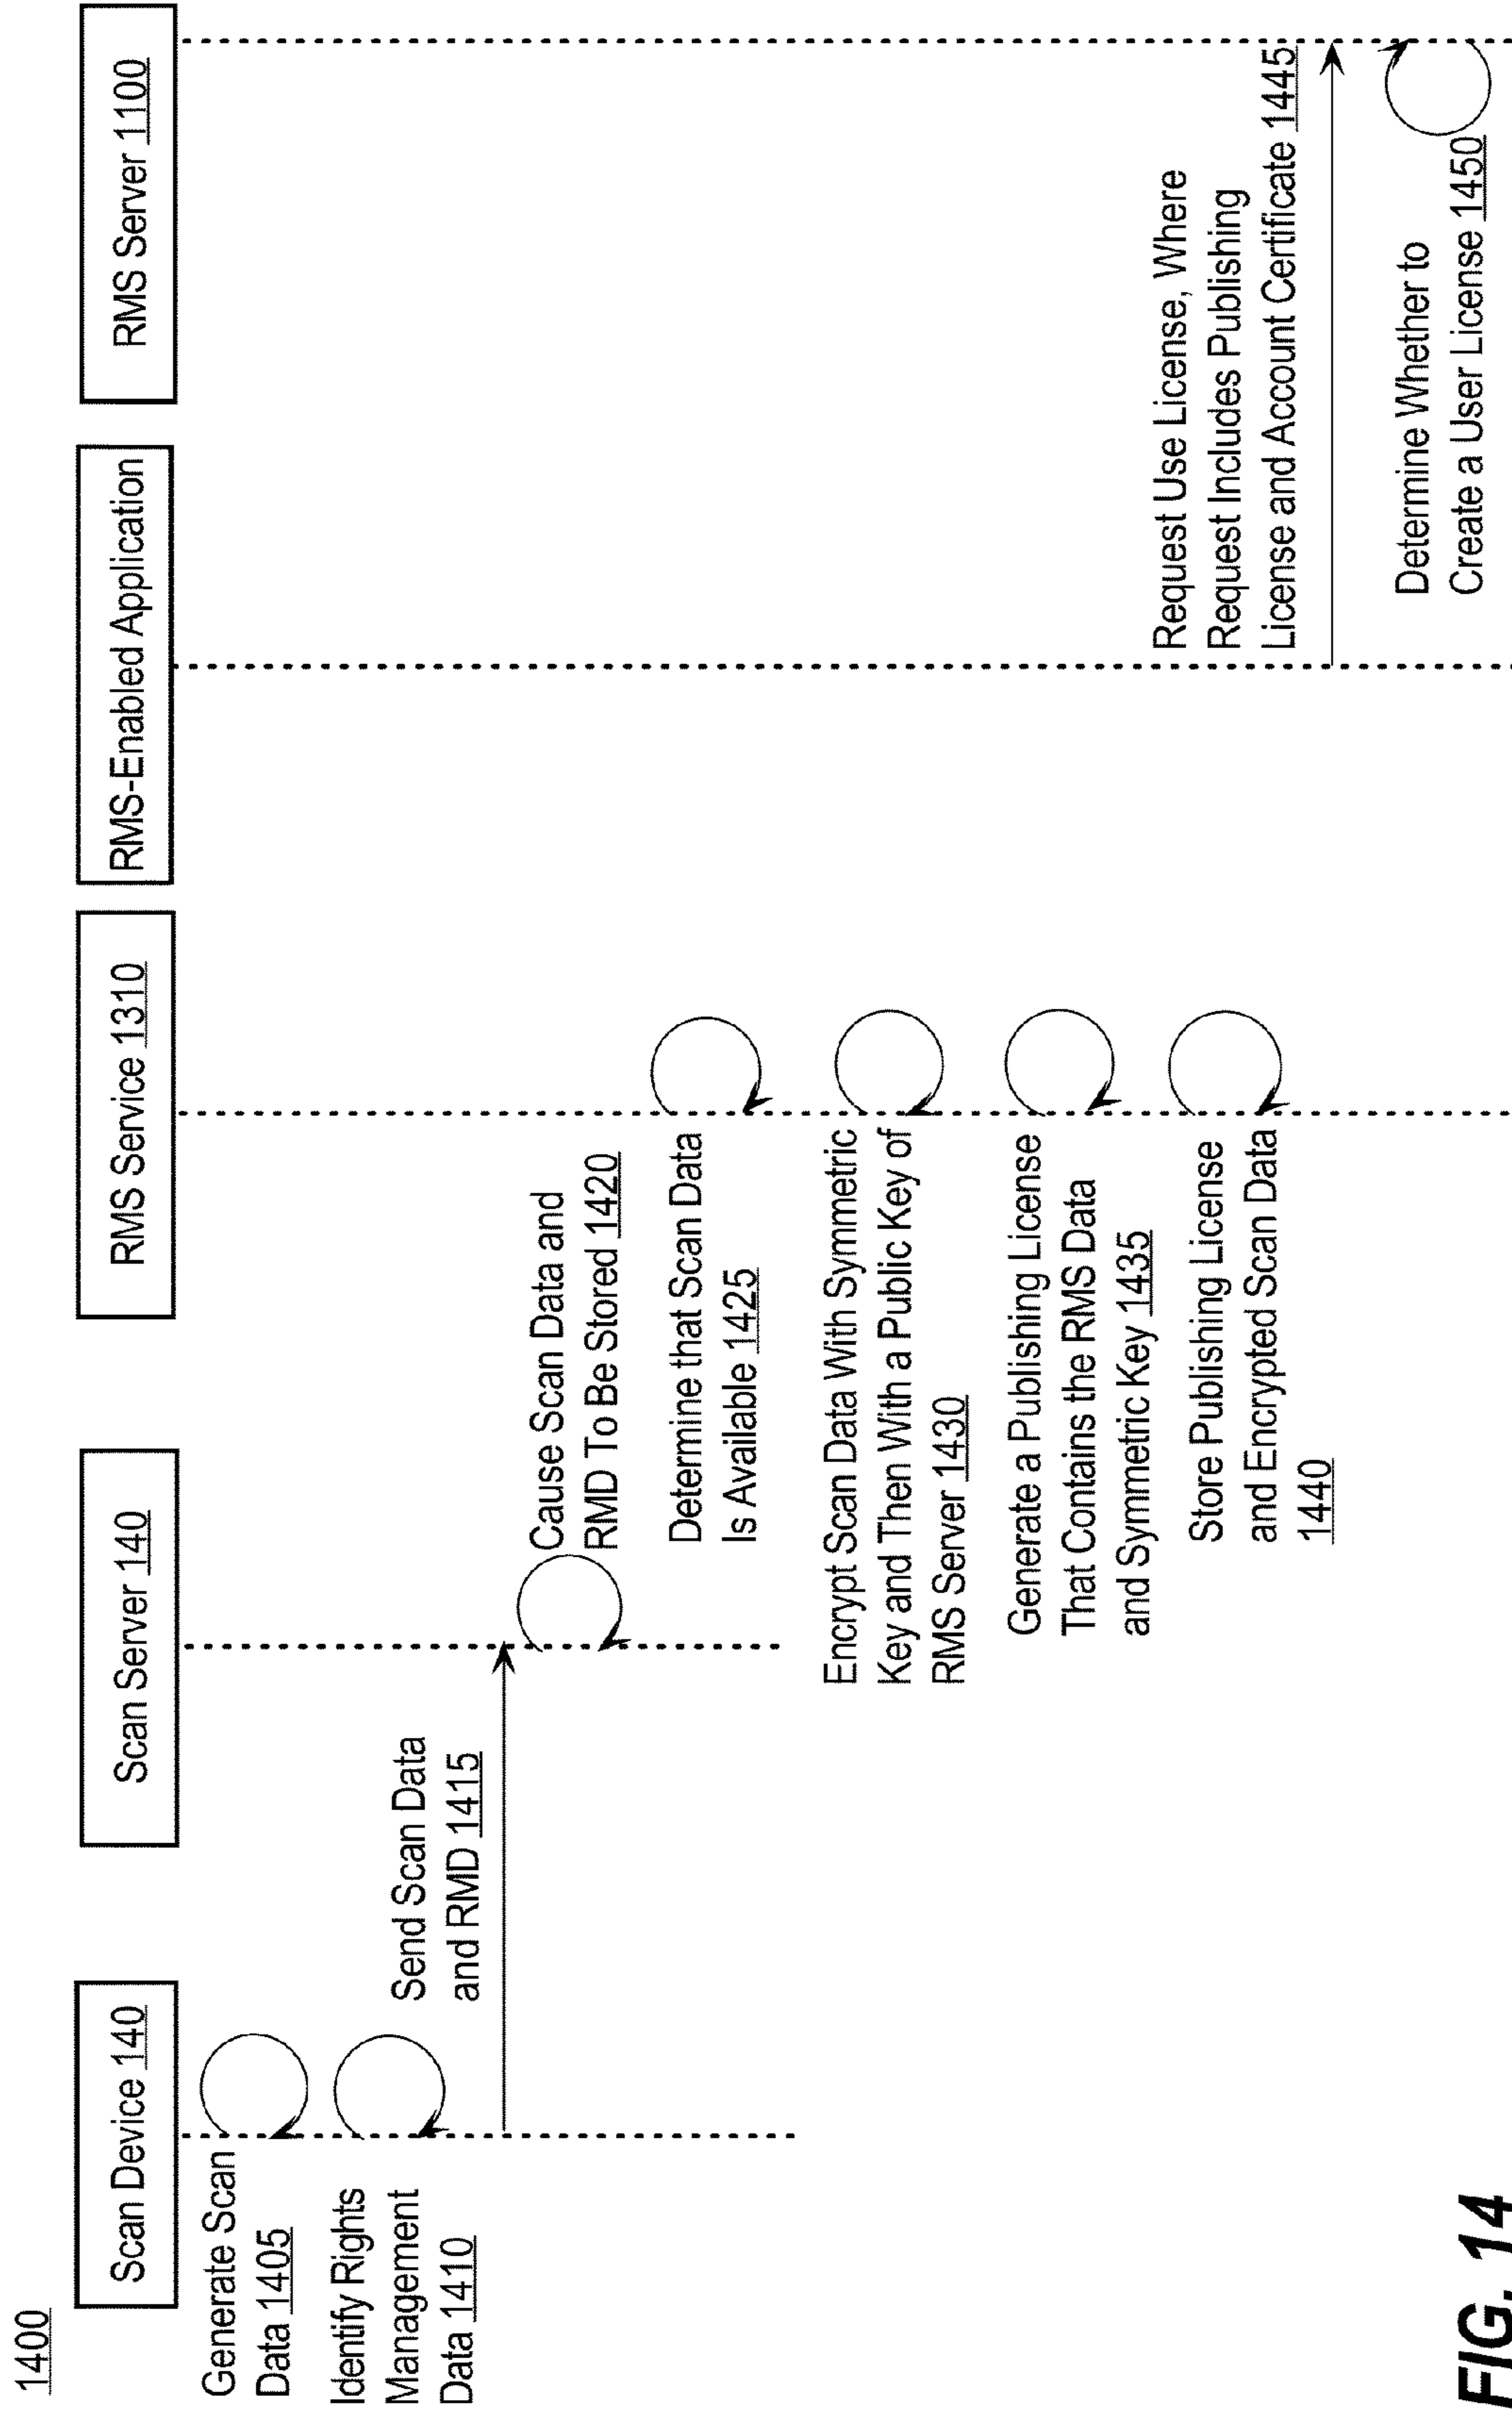 1400
Scan Device 140
Scan Server 140
RMS Service 1310
RMS-Enabled Application
RMS Server 1100
Generate Scan
Data 1405
Identify Rights
Management
Data 1410
Send Scan Data
and RMD 1415
Cause Scan Data and
RMD To Be Stored 1420
Determine that Scan Data
Is Available 1425
Encrypt Scan Data With Symmetric
Key and Then With a Public Key of
RMS Server 1430
Generate a Publishing License
That Contains the RMS Data
and Symmetric Key 1435
Store Publishing License
and Encrypted Scan Data
1440
Request Use License, Where
Request Includes Publishing
License and Account Certificate 1445
Determine Whether to
Create a User License 1450
FIG. 14